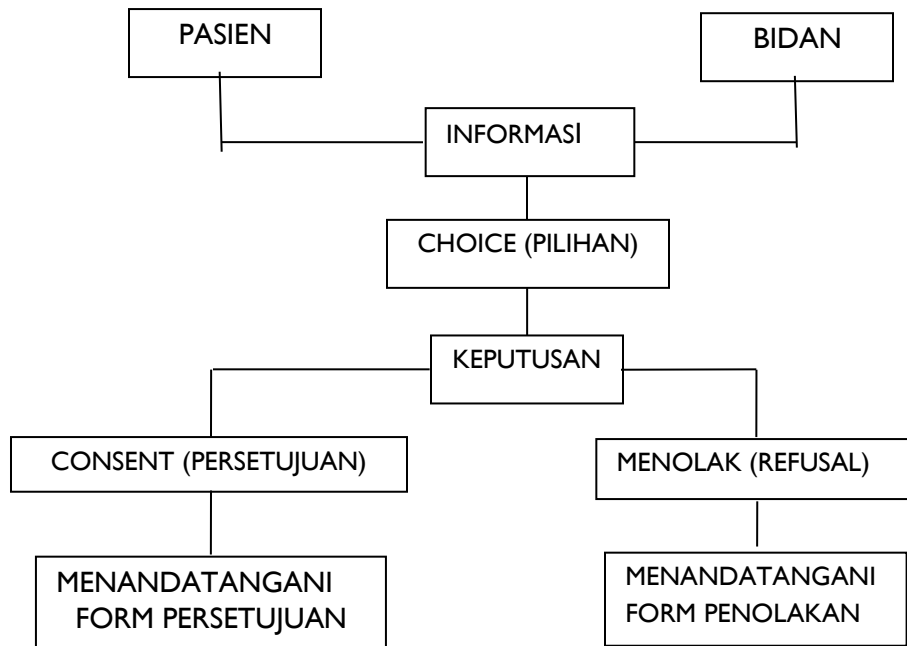 PASIEN
BIDAN
INFORMASI
CHOICE (PILIHAN)
KEPUTUSAN
CONSENT (PERSETUJUAN)
MENOLAK (REFUSAL)
MENANDATANGANI
FORM PERSETUJUAN
MENANDATANGANI
FORM PENOLAKAN